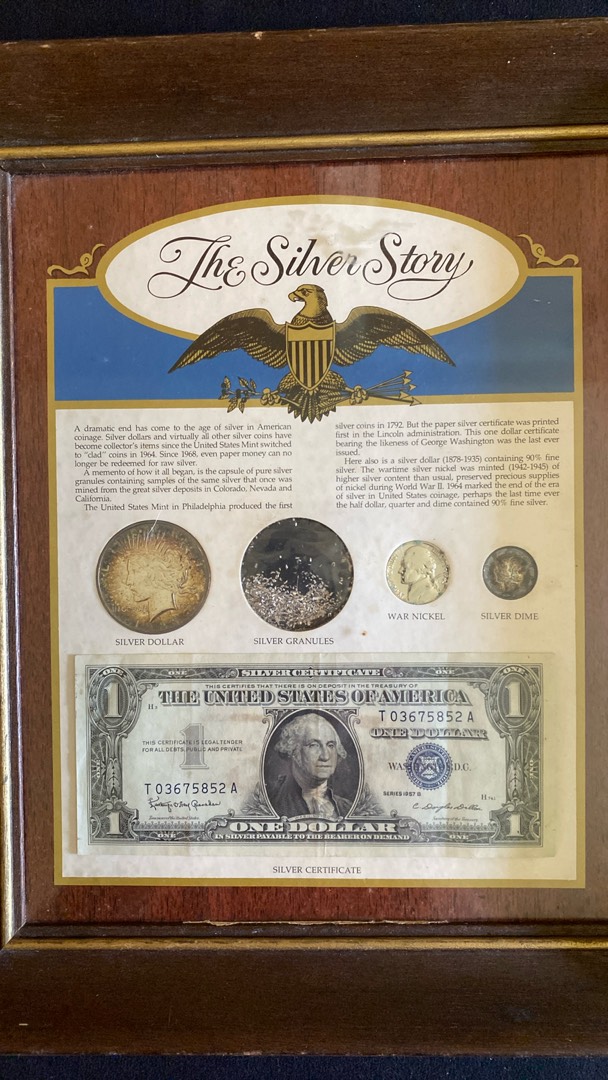 The Silver Story
A dramatic end has come to the age of silver in American
coinage. Silver dollars and virtually all other silver coins have
become collector's items since the United States Mint switched
to "clad" coins in 1964. Since 1968, even paper money can no
longer be redeemed for raw silver.
A memento of how it all began, is the capsule of pure silver
granules containing samples of the same silver that once was
mined from the great silver deposits in Colorado, Nevada and
California.
The United States Mint in Philadelphia produced the first
silver coins in 1792. But the paper silver certificate was printed
first in the Lincoln administration. This one dollar certificate
bearing the likeness of George Washington was the last ever
issued.
Here also is a silver dollar (1878-1935) containing 90% fine
silver. The wartime silver nickel was minted (1942-1945) of
higher silver content than usual, preserved precious supplies
of nickel during World War II. 1964 marked the end of the era
of silver in United States coinage, perhaps the last time ever
the half dollar, quarter and dime contained 90% fine silver.
SILVER DOLLAR
SILVER GRANULES
WAR NICKEL
SILVER DIME
ONE ONE SILVER CERTIFICATE ONE ONE
1 1
THIS CERTIFIES THAT THERE IS ON DEPOSIT IN THE TREASURY OF
THE UNITED STATES OF AMERICA
T 03675852 A
ONE DOLLAR
1
THIS CERTIFICATE IS LEGAL TENDER
FOR ALL DEBTS, PUBLIC AND PRIVATE
WASHINGTON, D.C.
T 03675852 A
SERIES 1957 B
1 1
ONE DOLLAR
ONE ONE
IN SILVER PAYABLE TO THE BEARER ON DEMAND
SILVER CERTIFICATE